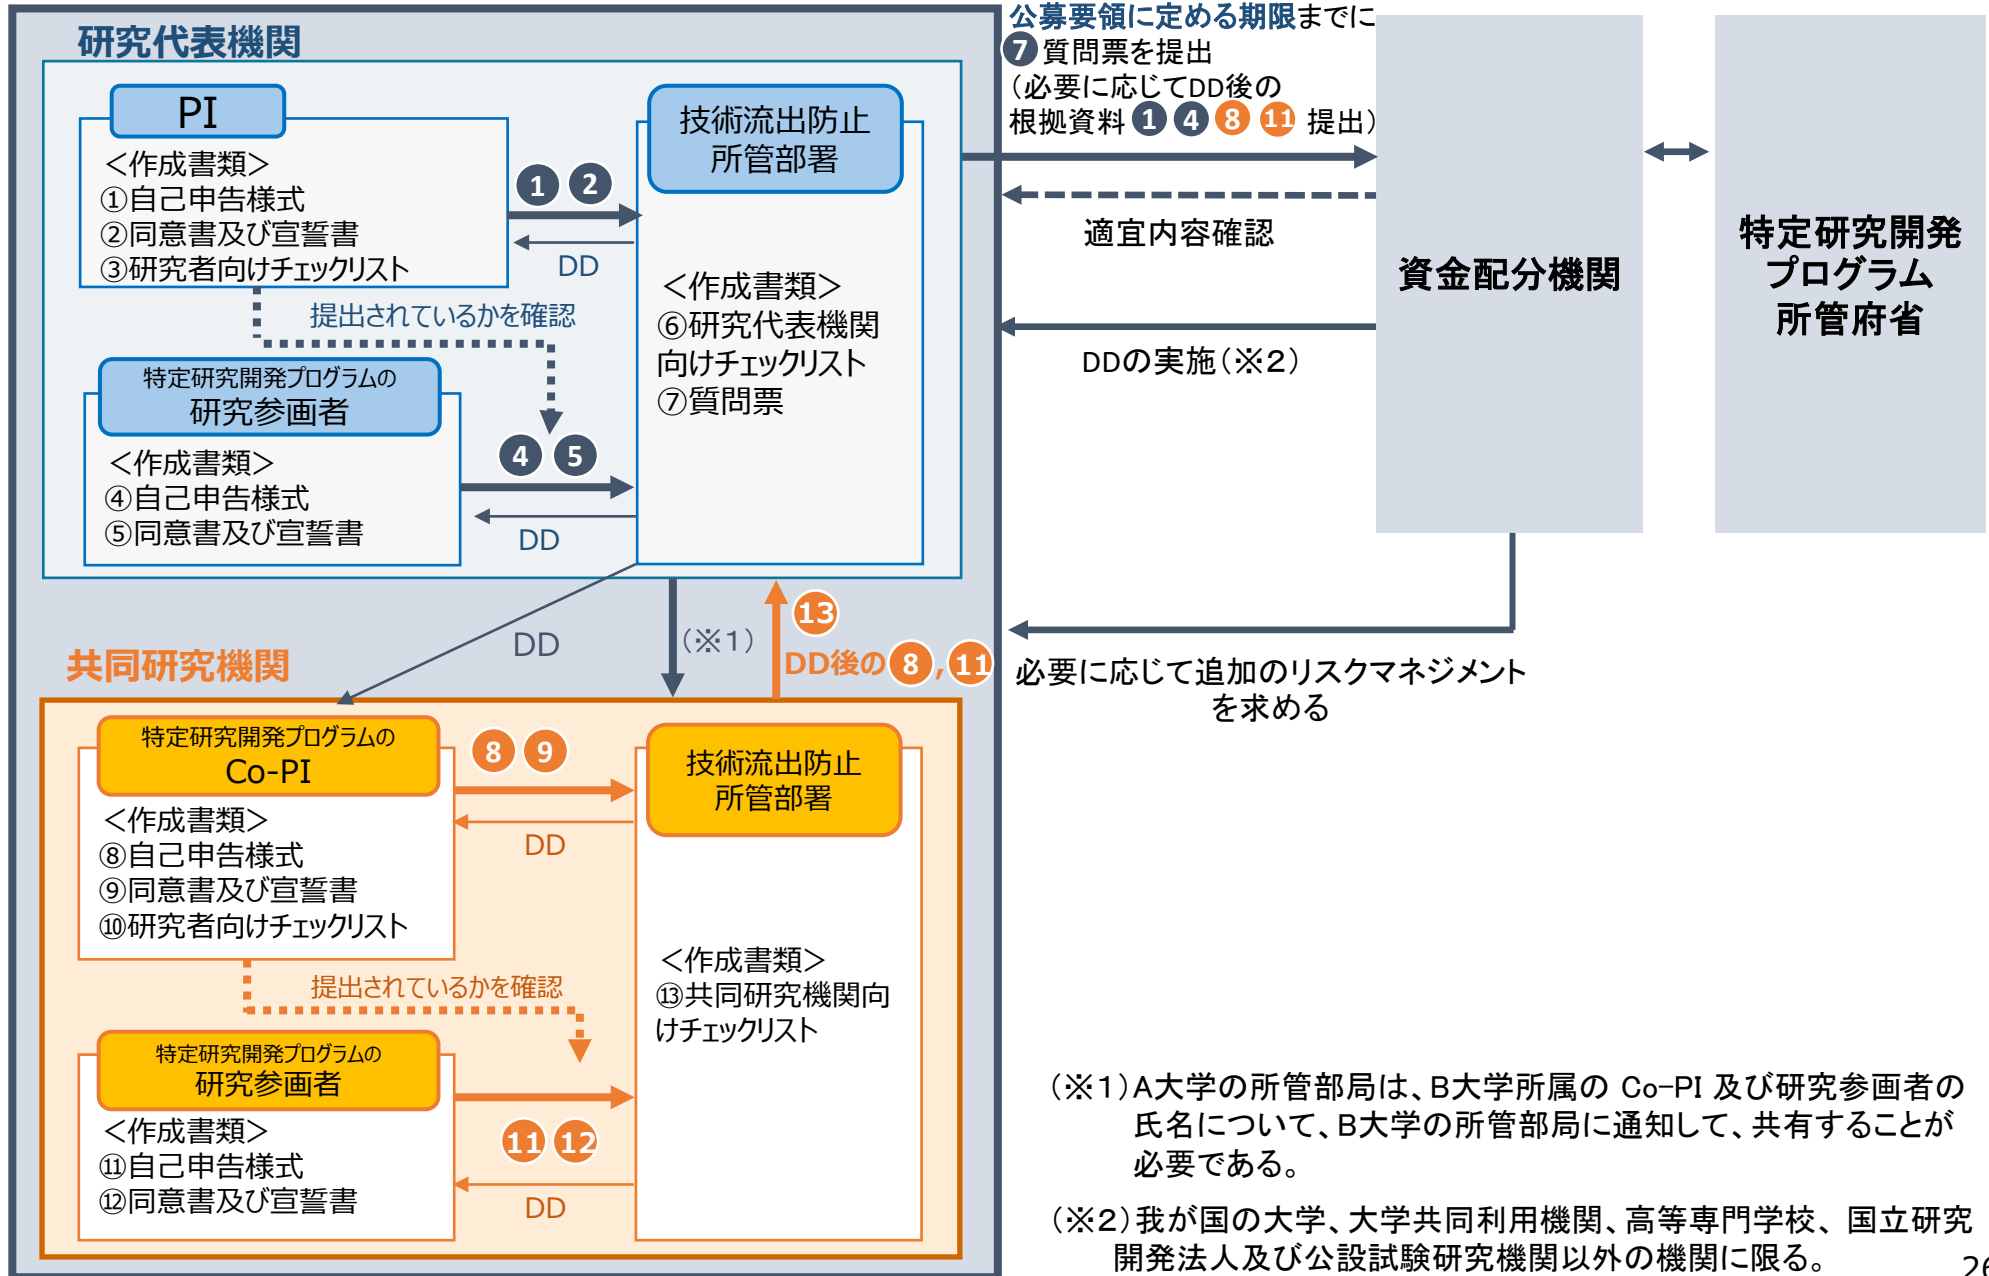 研究代表機関
PI
<作成書類>
①自己申告様式
②同意書及び宣誓書
③研究者向けチェックリスト
1 2
DD
提出されているかを確認
特定研究開発プログラムの
研究参画者
<作成書類>
④自己申告様式
⑤同意書及び宣誓書
4 5
DD
技術流出防止
所管部署
<作成書類>
⑥研究代表機関
向けチェックリスト
⑦質問票
公募要領に定める期限までに
7質問票を提出
(必要に応じてDD後の
根拠資料 1 4 8 11 提出)
適宜内容確認
DDの実施(※2)
資金配分機関
特定研究開発
プログラム
所管府省
必要に応じて追加のリスクマネジメント
を求める
DD
(※1)
13
DD後の 8 , 11
共同研究機関
特定研究開発プログラムの
Co-PI
<作成書類>
⑧自己申告様式
⑨同意書及び宣誓書
⑩研究者向けチェックリスト
8 9
DD
提出されているかを確認
特定研究開発プログラムの
研究参画者
<作成書類>
⑪自己申告様式
⑫同意書及び宣誓書
11 12
DD
技術流出防止
所管部署
<作成書類>
⑬共同研究機関向
けチェックリスト
(※1)A大学の所管部局は、B大学所属の Co-PI 及び研究参画者の
氏名について、B大学の所管部局に通知して、共有することが
必要である。
(※2)我が国の大学、大学共同利用機関、高等専門学校、国立研究
開発法人及び公設試験研究機関以外の機関に限る。
26